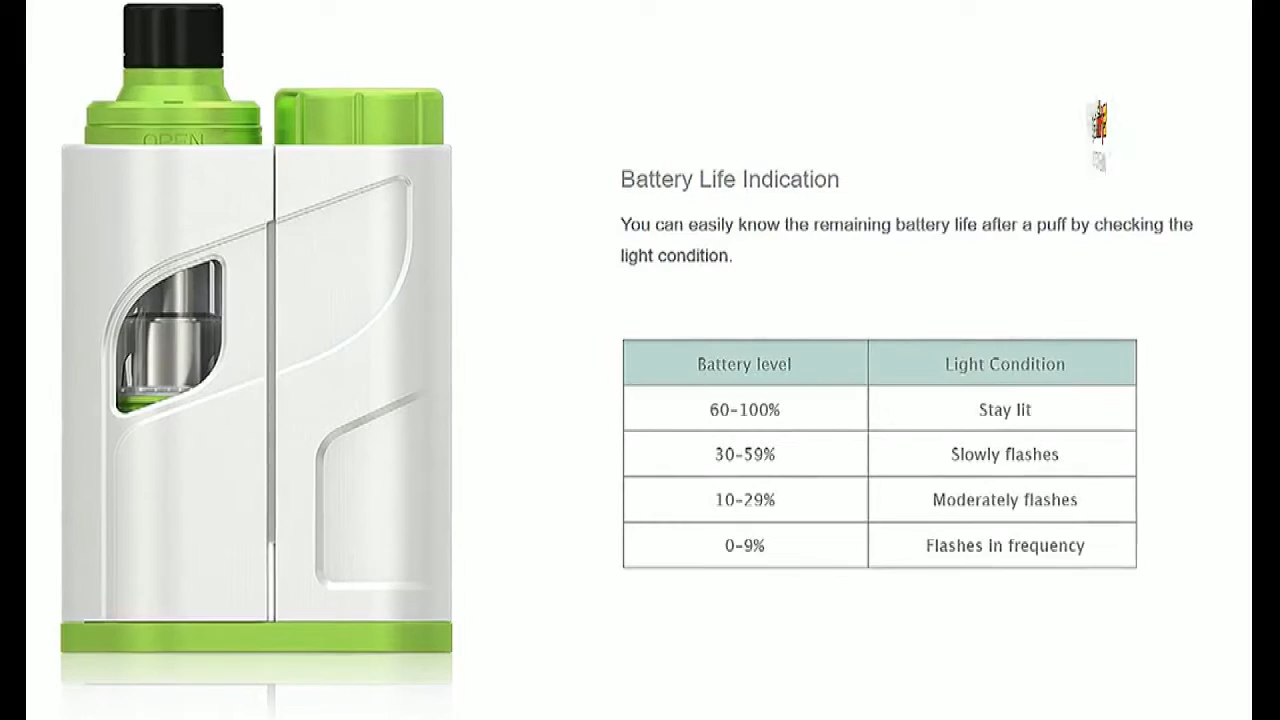 OPEN
Battery Life Indication
You can easily know the remaining battery life after a puff by checking the
light condition.
Battery level Light Condition
60-100% Stay lit
30-59% Slowly flashes
10-29% Moderately flashes
0-9% Flashes in frequency